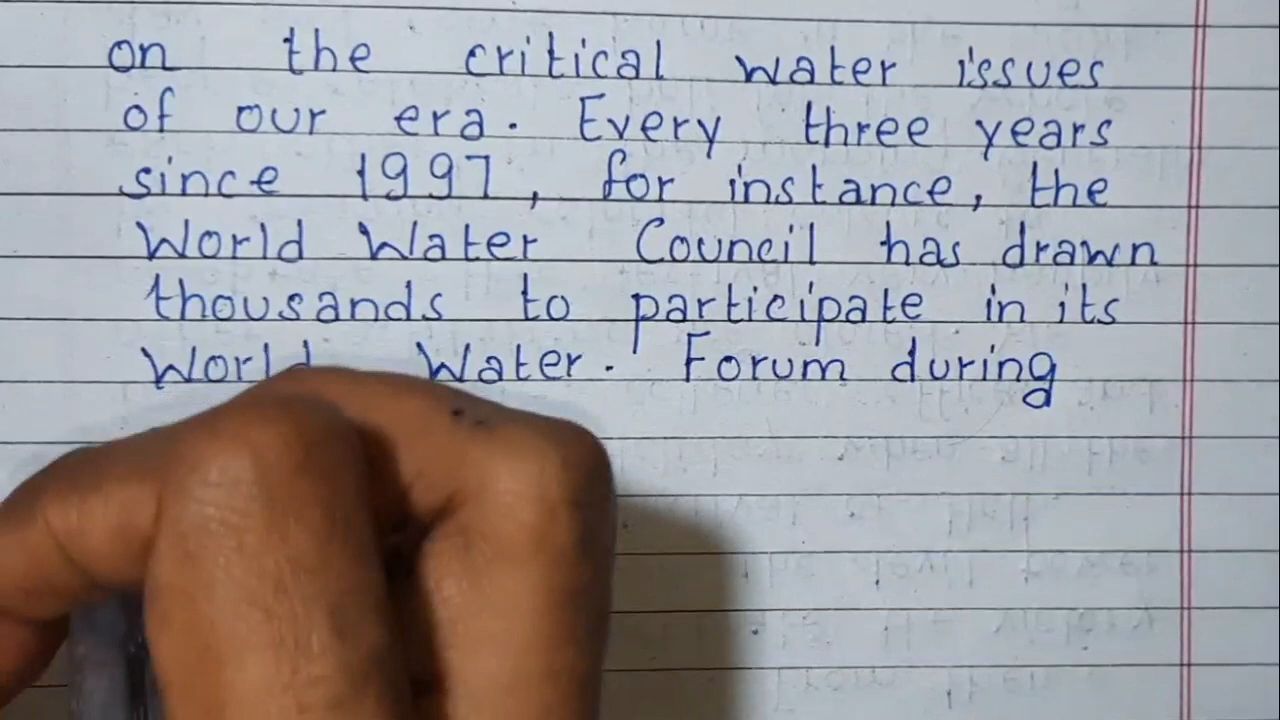 on the critical water issues
of our era. Every three years
since 1997, for instance, the
World Water Council has drawn
thousands to participate in its
World Water. Forum during